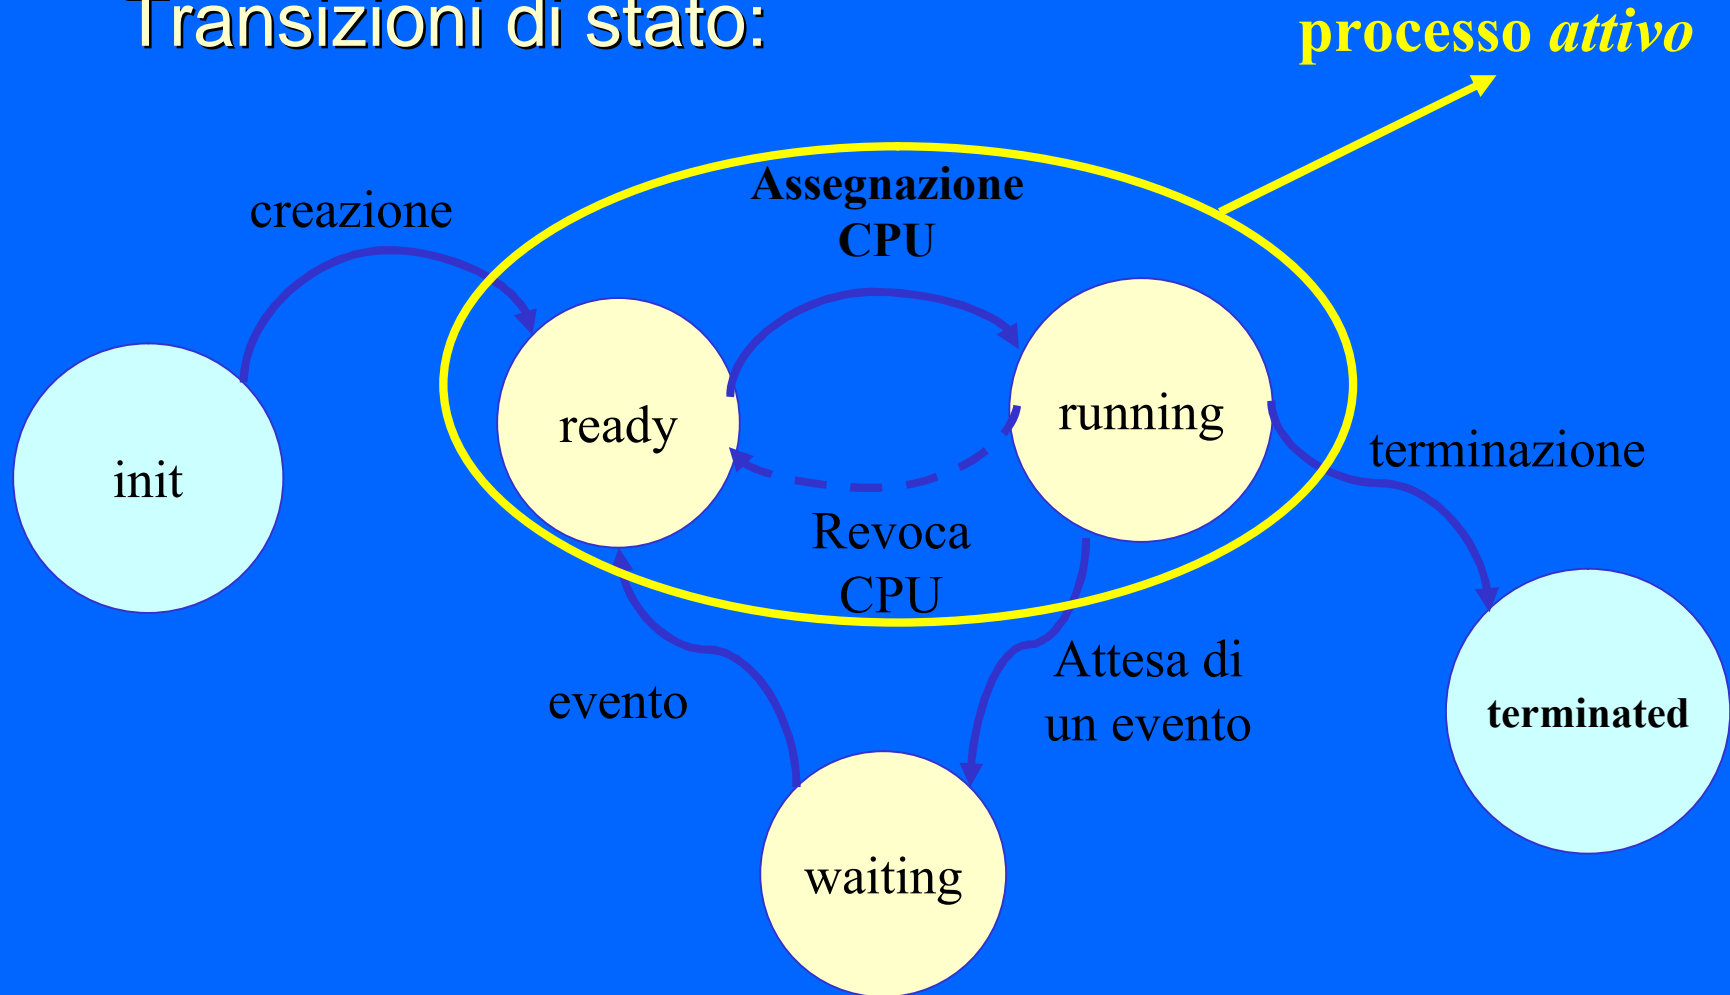 Transizioni di stato:
processo attivo
creazione
Assegnazione
CPU
init
ready
running
terminazione
Revoca
CPU
evento
Attesa di
un evento
terminated
waiting